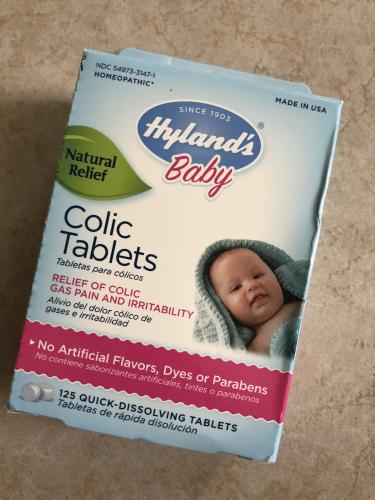 NDC 54973-3147-1
HOMEOPATHIC*
MADE IN USA
SINCE 1903
Hyland's®
Baby
Natural
Relief
Colic
Tablets
Tabletas para cólicos
RELIEF OF COLIC
GAS PAIN AND IRRITABILITY
Alivio del dolor cólico de
gases e irritabilidad
No Artificial Flavors, Dyes or Parabens
No contiene saborizantes artificiales, tintes o parabenos
125 QUICK-DISSOLVING TABLETS
Tabletas de rápida disolución